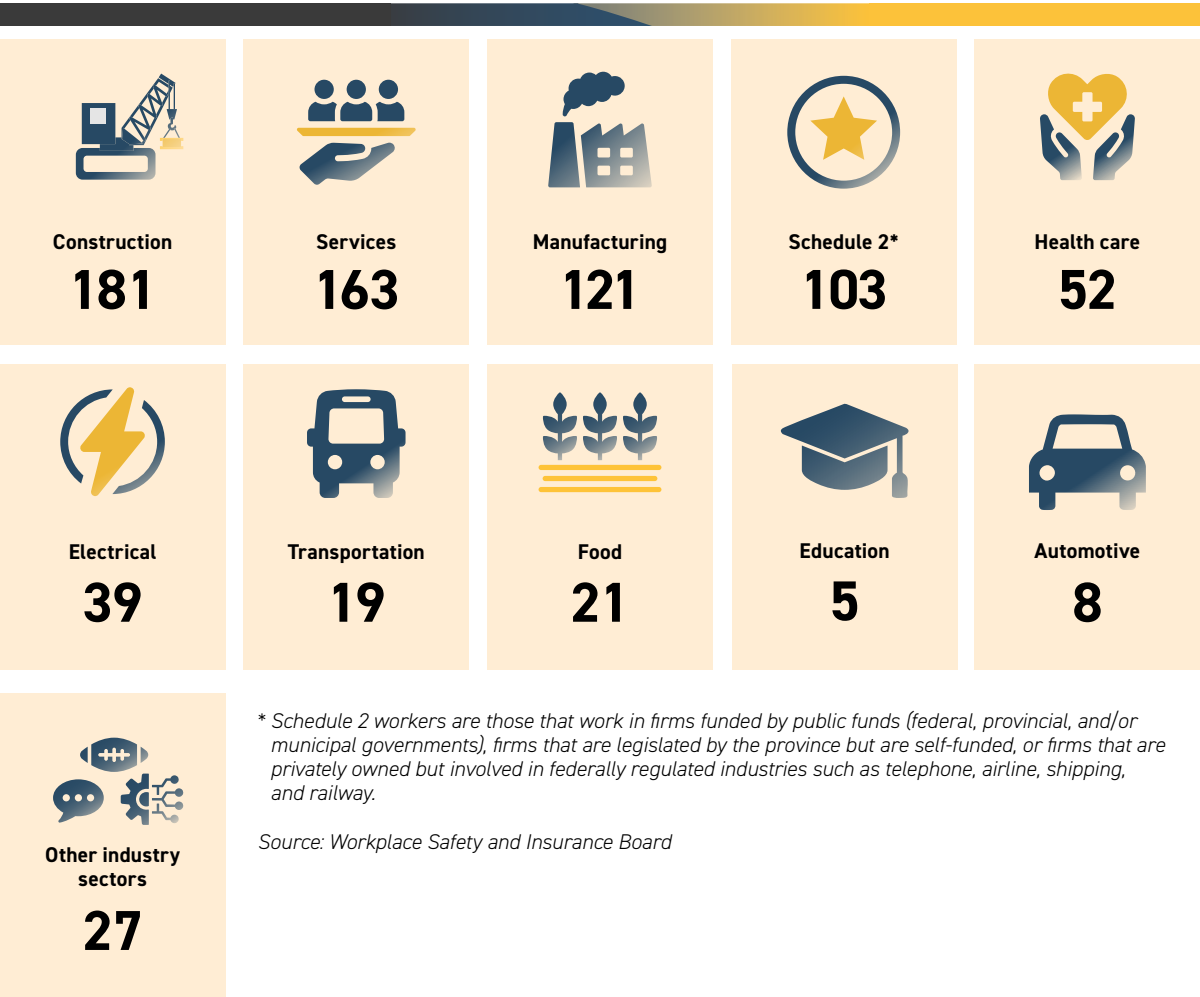 Construction
181
Services
163
Manufacturing
121
Schedule 2*
103
Health care
52
Electrical
39
Transportation
19
Food
21
Education
5
Automotive
8
Other industry
sectors
27
* Schedule 2 workers are those that work in firms funded by public funds (federal, provincial, and/or
municipal governments), firms that are legislated by the province but are self-funded, or firms that are
privately owned but involved in federally regulated industries such as telephone, airline, shipping,
and railway.
Source: Workplace Safety and Insurance Board